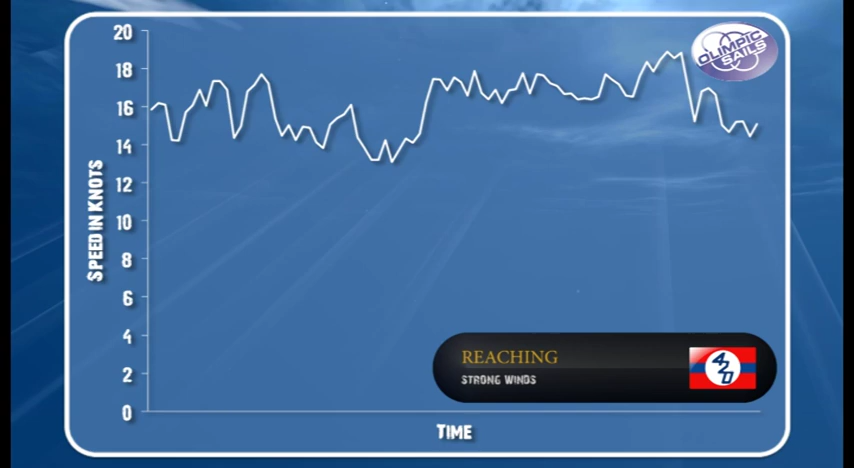 20
18
16
14
12
10
8
6
4
2
0
SPEED IN KNOTS
TIME
OLIMPIC
SAILS
REACHING
STRONG WINDS
420